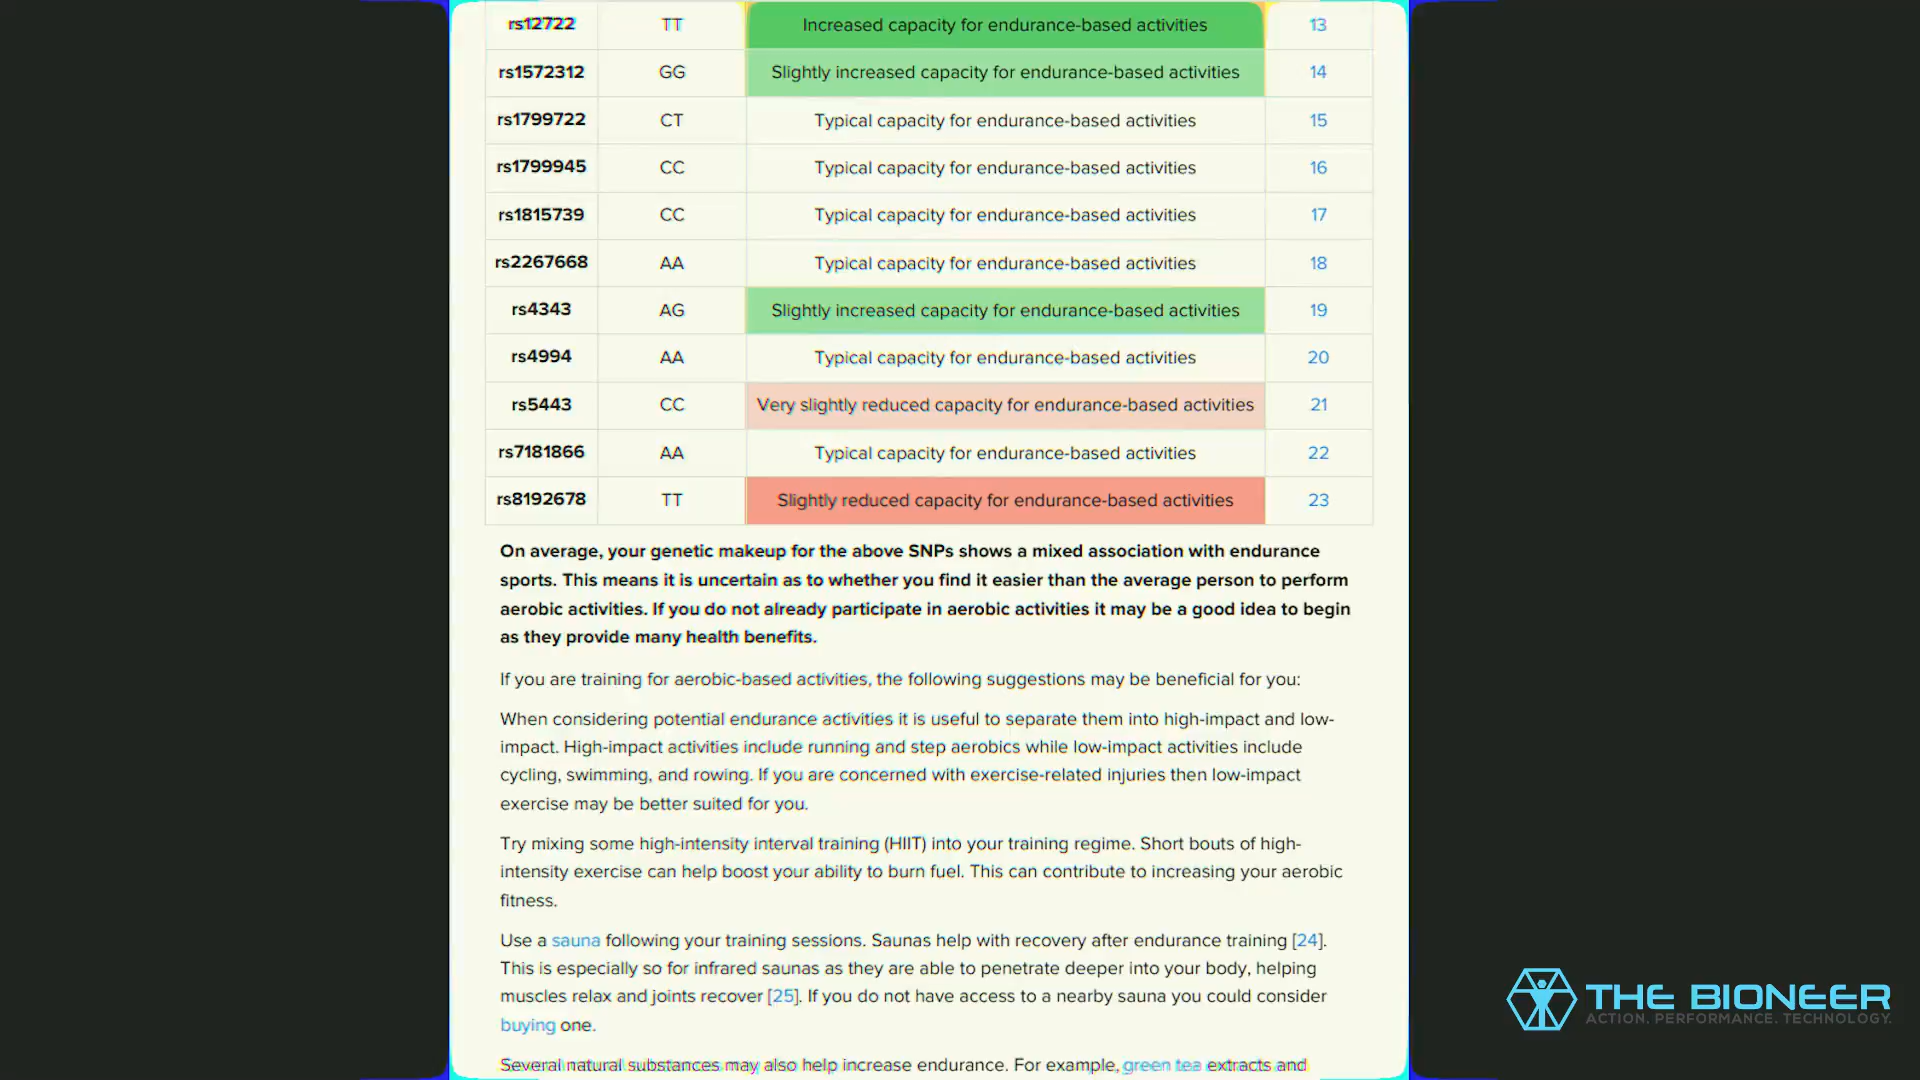 rs12722 TT Increased capacity for endurance-based activities 13
rs1572312 GG Slightly increased capacity for endurance-based activities 14
rs1799722 CT Typical capacity for endurance-based activities 15
rs1799945 CC Typical capacity for endurance-based activities 16
rs1815739 CC Typical capacity for endurance-based activities 17
rs2267668 AA Typical capacity for endurance-based activities 18
rs4343 AG Slightly increased capacity for endurance-based activities 19
rs4994 AA Typical capacity for endurance-based activities 20
rs5443 CC Very slightly reduced capacity for endurance-based activities 21
rs7181866 AA Typical capacity for endurance-based activities 22
rs8192678 TT Slightly reduced capacity for endurance-based activities 23
On average, your genetic makeup for the above SNPs shows a mixed association with endurance
sports. This means it is uncertain as to whether you find it easier than the average person to perform
aerobic activities. If you do not already participate in aerobic activities it may be a good idea to begin
as they provide many health benefits.
If you are training for aerobic-based activities, the following suggestions may be beneficial for you:
When considering potential endurance activities it is useful to separate them into high-impact and low-
impact. High-impact activities include running and step aerobics while low-impact activities include
cycling, swimming, and rowing. If you are concerned with exercise-related injuries then low-impact
exercise may be better suited for you.
Try mixing some high-intensity interval training (HIIT) into your training regime. Short bouts of high-
intensity exercise can help boost your ability to burn fuel. This can contribute to increasing your aerobic
fitness.
Use a sauna following your training sessions. Saunas help with recovery after endurance training [24].
This is especially so for infrared saunas as they are able to penetrate deeper into your body, helping
muscles relax and joints recover [25]. If you do not have access to a nearby sauna you could consider
buying one.
Several natural substances may also help increase endurance. For example, green tea extracts and
THE BIONEER
ACTION. PERFORMANCE. TECHNOLOGY.